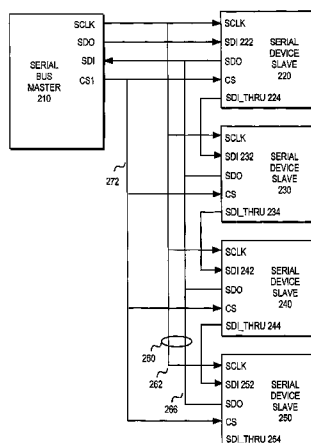 SERIAL
BUS
MASTER
210
SCLK
SDO
SDI
CS1
SCLK
SDI 222
SDO
CS
SDI_THRU 224
SERIAL
DEVICE
SLAVE
220
SCLK
SDI 232
SDO
CS
SDI_THRU 234
SERIAL
DEVICE
SLAVE
230
SCLK
SDI 242
SDO
CS
SDI_THRU 244
SERIAL
DEVICE
SLAVE
240
SCLK
SDI 252
SDO
CS
SDI_THRU 254
SERIAL
DEVICE
SLAVE
250
272
260
262
266